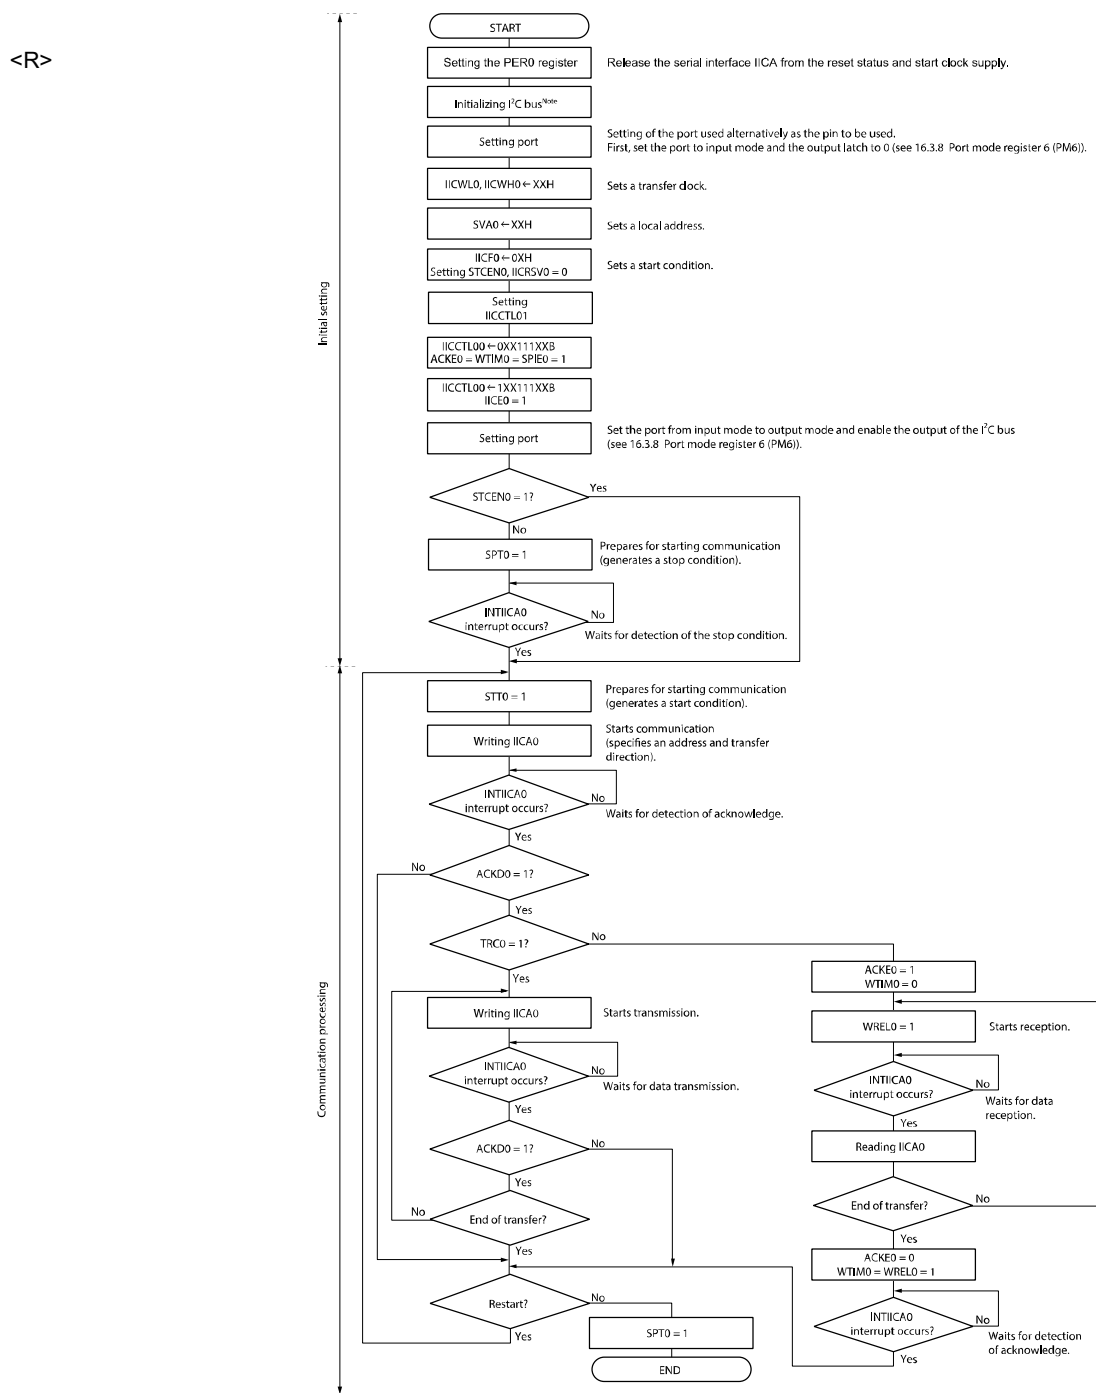 START
<R>
Setting the PER0 register
Release the serial interface IICA from the reset status and start clock supply.
Initializing I²C bus^Note
Setting port
Setting of the port used alternatively as the pin to be used.
First, set the port to input mode and the output latch to 0 (see 16.3.8 Port mode register 6 (PM6)).
IICWL0, IICWH0 ← XXH
Sets a transfer clock.
SVA0 ← XXH
Sets a local address.
IICF0 ← 0XH
Setting STCEN0, IICRSV0 = 0
Sets a start condition.
Setting
IICCTL01
Initial setting
IICCTL00 ← 0XX111XXB
ACKE0 = WTIM0 = SPIE0 = 1
IICCTL00 ← 1XX111XXB
IICE0 = 1
Setting port
Set the port from input mode to output mode and enable the output of the I²C bus
(see 16.3.8 Port mode register 6 (PM6)).
STCEN0 = 1?
Yes
No
SPT0 = 1
Prepares for starting communication
(generates a stop condition).
INTIICA0
interrupt occurs?
No
Waits for detection of the stop condition.
Yes
STT0 = 1
Prepares for starting communication
(generates a start condition).
Writing IICA0
Starts communication
(specifies an address and transfer
direction).
INTIICA0
interrupt occurs?
No
Waits for detection of acknowledge.
Yes
No
ACKD0 = 1?
Yes
TRC0 = 1?
No
Yes
Communication processing
Writing IICA0
Starts transmission.
INTIICA0
interrupt occurs?
No
Waits for data transmission.
Yes
ACKD0 = 1?
No
Yes
No
End of transfer?
Yes
Restart?
No
Yes
SPT0 = 1
END
ACKE0 = 1
WTIM0 = 0
WREL0 = 1
Starts reception.
INTIICA0
interrupt occurs?
No
Waits for data
reception.
Yes
Reading IICA0
End of transfer?
No
Yes
ACKE0 = 0
WTIM0 = WREL0 = 1
INTIICA0
interrupt occurs?
No
Waits for detection
of acknowledge.
Yes